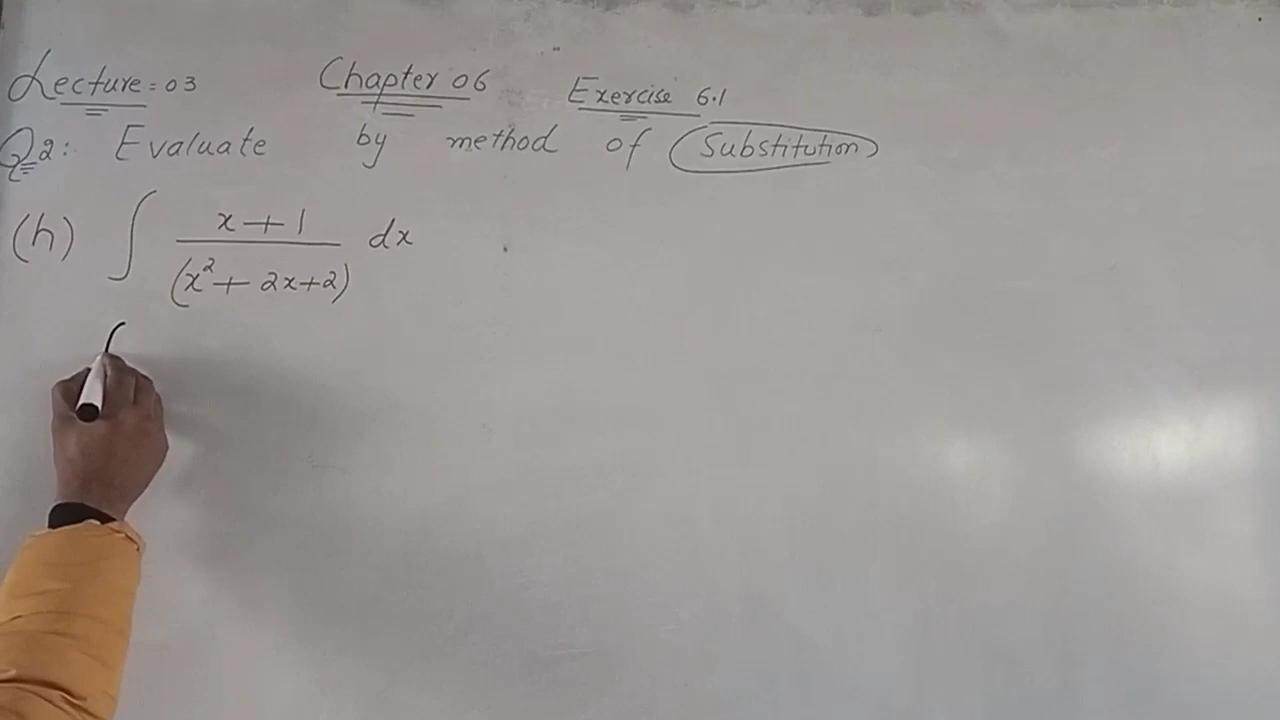 Lecture = 03 Chapter 06 Exercise 6.1
Q2: Evaluate by method of Substitution
(h) ∫ x+1 / (x²+2x+2) dx